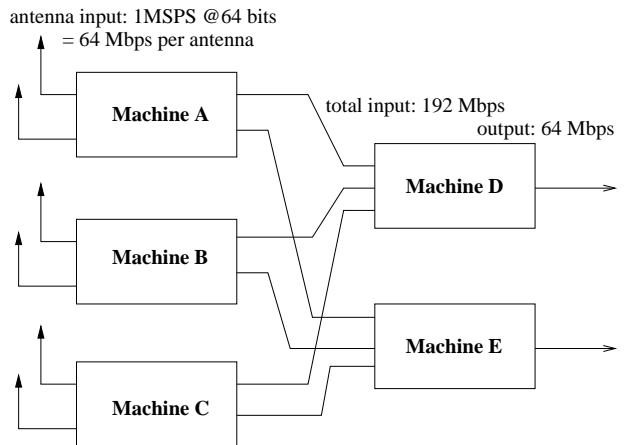 antenna input: 1MSPS @64 bits
= 64 Mbps per antenna
Machine A
total input: 192 Mbps
output: 64 Mbps
Machine D
Machine B
Machine E
Machine C